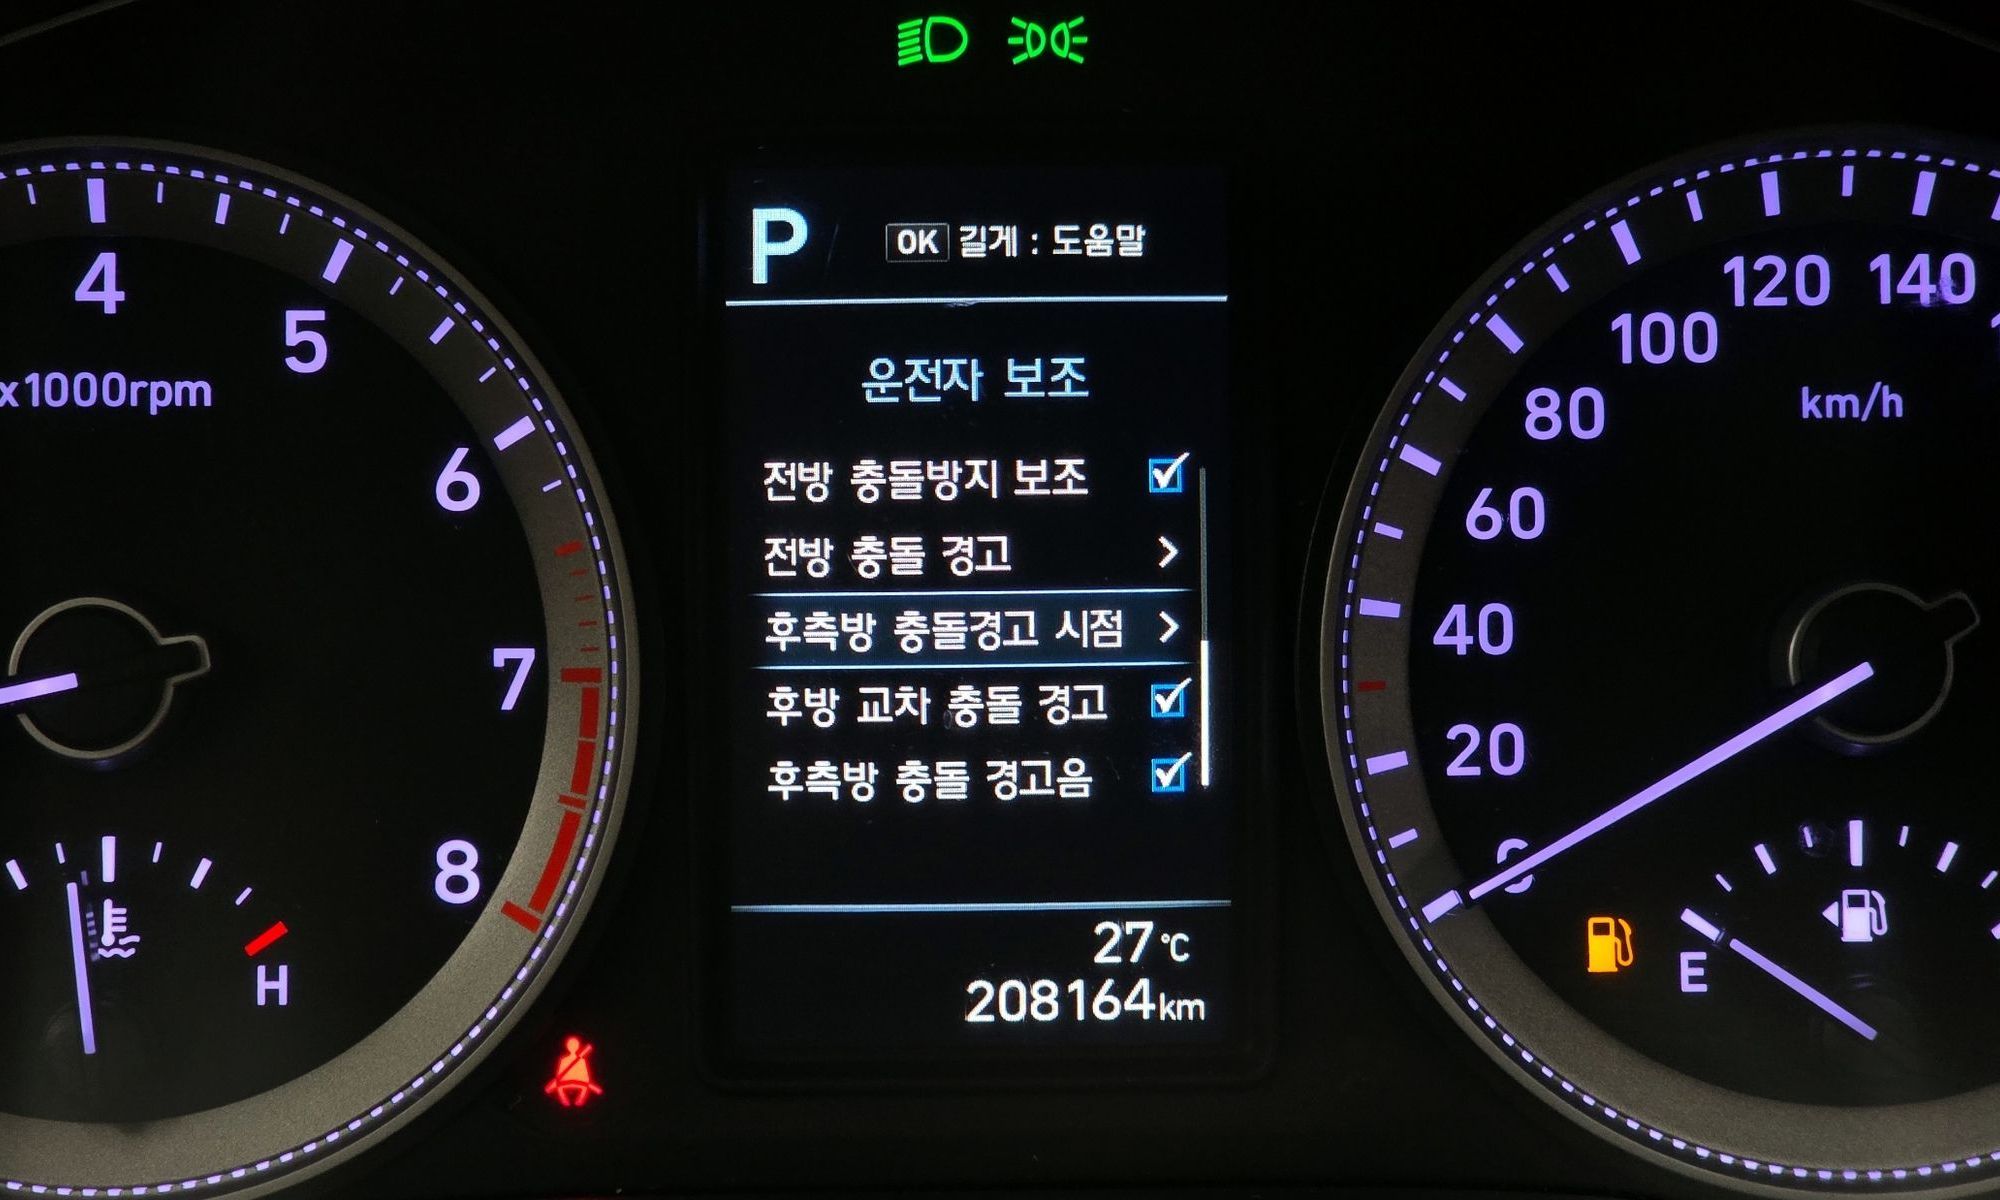 P
OK 길게 : 도움말
운전자 보조
전방 충돌방지 보조
전방 충돌 경고
후측방 충돌경고 시점
후방 교차 충돌 경고
후측방 충돌 경고음
27 °C
208164 km
4
5
6
7
8
x1000rpm
H
0
20
40
60
80
100
120
140
km/h
E